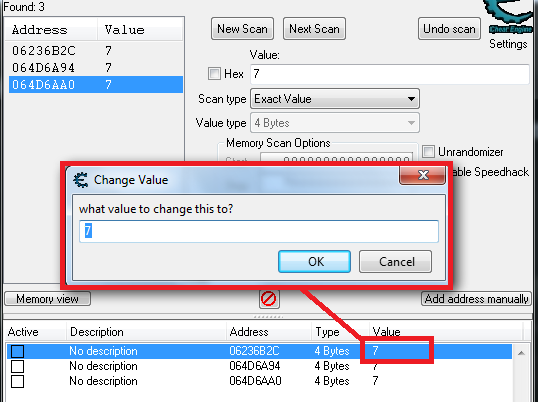 Found: 3
Address Value
06236B2C 7
064D6A94 7
064D6AA0 7
New Scan Next Scan Undo scan
Cheat Engine
Settings
Value:
Hex 7
Scan type Exact Value
Value type 4 Bytes
Memory Scan Options
Unrandomizer
Speedhack
Change Value
what value to change this to?
7
OK Cancel
Memory view Add address manually
Active Description Address Type Value
No description 06236B2C 4 Bytes 7
No description 064D6A94 4 Bytes 7
No description 064D6AA0 4 Bytes 7